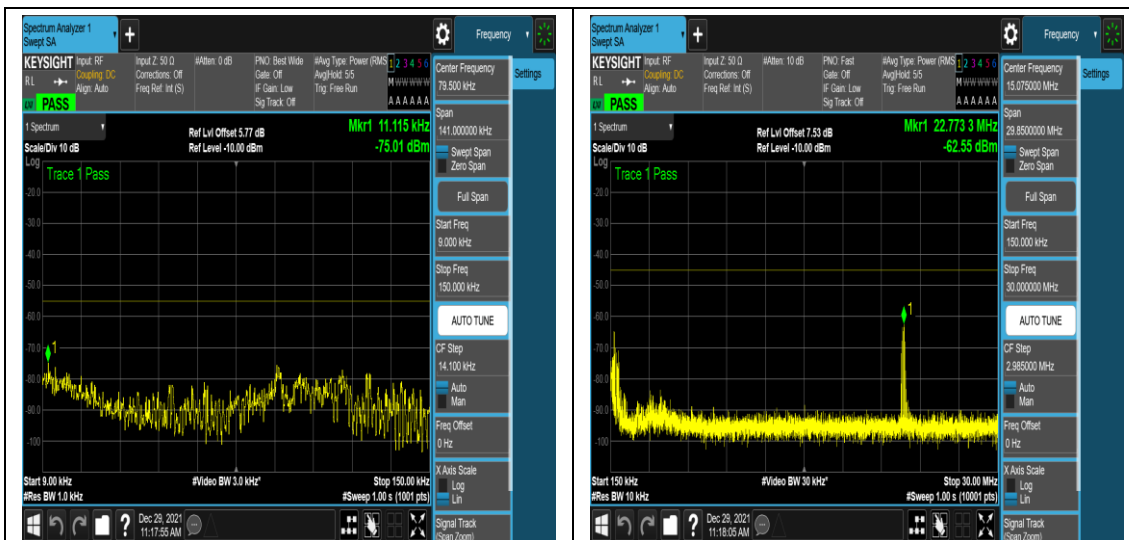 Spectrum Analyzer 1
Swept SA
+
Frequency
KEYSIGHT
RL
Input: RF
Coupling: DC
Align: Auto
Input Z: 50 Ω
Corrections: Off
Freq Ref: Int (S)
#Atten: 0 dB
PNO: Best Wide
Gate: Off
IF Gain: Low
Sig Track: Off
#Avg Type: Power (RMS
Avg|Hold: 5/5
Trig: Free Run
1 2 3 4 5 6
M W W W W W
A A A A A A
PASS
Center Frequency
79.500 kHz
Settings
1 Spectrum
Scale/Div 10 dB
Ref Lvl Offset 5.77 dB
Ref Level -10.00 dBm
Mkr1 11.115 kHz
-75.01 dBm
Log
Trace 1 Pass
-20.0
-30.0
-40.0
-50.0
-60.0
-70.0
-80.0
-90.0
-100
1
Start 9.00 kHz
#Res BW 1.0 kHz
#Video BW 3.0 kHz*
Stop 150.00 kHz
#Sweep 1.00 s (1001 pts)
Span
141.000000 kHz
Swept Span
Zero Span
Full Span
Start Freq
9.000 kHz
Stop Freq
150.000 kHz
AUTO TUNE
CF Step
14.100 kHz
Auto
Man
Freq Offset
0 Hz
X Axis Scale
Log
Lin
Signal Track
(Span Zoom)
?
Dec 29, 2021
11:17:55 AM
Spectrum Analyzer 1
Swept SA
+
Frequency
KEYSIGHT
RL
Input: RF
Coupling: DC
Align: Auto
Input Z: 50 Ω
Corrections: Off
Freq Ref: Int (S)
#Atten: 10 dB
PNO: Fast
Gate: Off
IF Gain: Low
Sig Track: Off
#Avg Type: Power (RMS
Avg|Hold: 5/5
Trig: Free Run
1 2 3 4 5 6
M W W W W W
A A A A A A
PASS
Center Frequency
15.075000 MHz
Settings
1 Spectrum
Scale/Div 10 dB
Ref Lvl Offset 7.53 dB
Ref Level -10.00 dBm
Mkr1 22.773 3 MHz
-62.55 dBm
Log
Trace 1 Pass
-20.0
-30.0
-40.0
-50.0
-60.0
-70.0
-80.0
-90.0
-100
1
Start 150 kHz
#Res BW 10 kHz
#Video BW 30 kHz*
Stop 30.00 MHz
#Sweep 1.00 s (10001 pts)
Span
29.8500000 MHz
Swept Span
Zero Span
Full Span
Start Freq
150.000 kHz
Stop Freq
30.000000 MHz
AUTO TUNE
CF Step
2.985000 MHz
Auto
Man
Freq Offset
0 Hz
X Axis Scale
Log
Lin
Signal Track
(Span Zoom)
?
Dec 29, 2021
11:18:05 AM